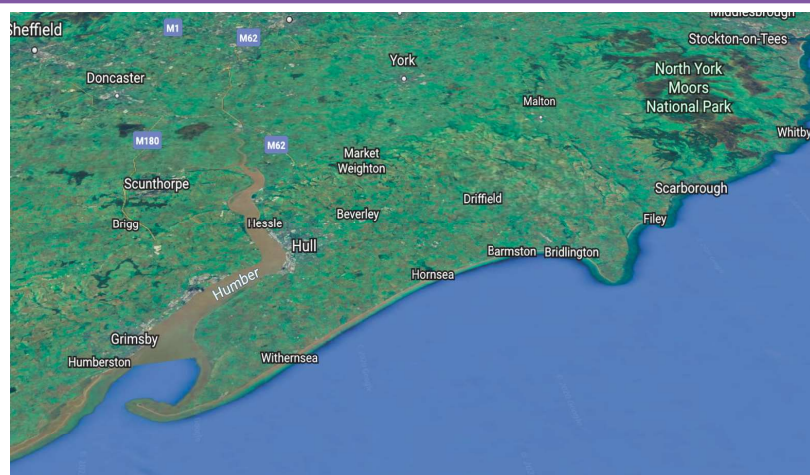 Middlesbrough
Sheffield
M1
M62
Stockton-on-Tees
York
North York
Moors
National Park
Doncaster
Malton
M180
M62
Whitby
Market
Weighton
Scunthorpe
Scarborough
Driffield
Beverley
Filey
Brigg
Hessle
Hull
Barmston
Bridlington
Hornsea
Humber
Grimsby
Withernsea
Humberston